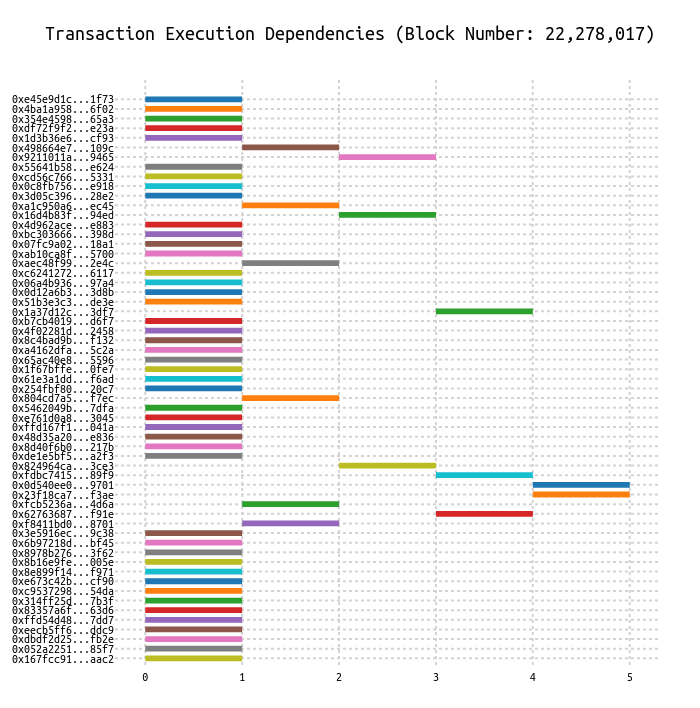 Transaction Execution Dependencies (Block Number: 22,278,017)
0xe45e9d1c...1f73
0x4ba1a958...6f02
0x354e4598...65a3
0xdf72f9f2...e23a
0x1d3b36e6...cf93
0x498664e7...109c
0x9211011a...9465
0x55641b58...e624
0xcd56c766...5331
0x0c8fb756...e918
0x3d05c396...28e2
0xa1c950a6...ec45
0x16d4b83f...94ed
0x4d962ace...e883
0xbc303666...398d
0x07fc9a02...18a1
0xab10ca8f...5700
0xaec48f99...2e4c
0xc6241272...6117
0x06a4b936...97a4
0x0d12a6b3...3d8b
0x51b3e3c3...de3e
0x1a37d12c...3df7
0xb7cb4019...d6f7
0x4f02281d...2458
0x8c4bad9b...f132
0xa4162dfa...5c2a
0x65ac40e8...5596
0x1f67bffe...0fe7
0x61e3a1dd...f6ad
0x254fbf80...20c7
0x804cd7a5...f7ec
0x5462049b...7dfa
0xe761d0a8...3045
0xffd167f1...041a
0x48d35a20...e836
0x8d40f6b0...217b
0xde1e5bf5...a2f3
0x824964ca...3ce3
0xfdbc7415...89f9
0x0d540ee0...9701
0x23f18ca7...f3ae
0xfcb5236a...4d6a
0x62763687...f91e
0xf8411bd0...8701
0x3e5916ec...9c38
0x6b97218d...bf45
0x8978b276...3f62
0x8b16e9fe...005e
0x8e899f14...f971
0xe673c42b...cf90
0xc9537298...54da
0x314ff25d...7b3f
0x83357a6f...63d6
0xffd54d48...7dd7
0xeecb5ff6...ddc9
0xdbdf2d25...fb2e
0x052a2251...85f7
0x167fcc91...aac2
0 1 2 3 4 5